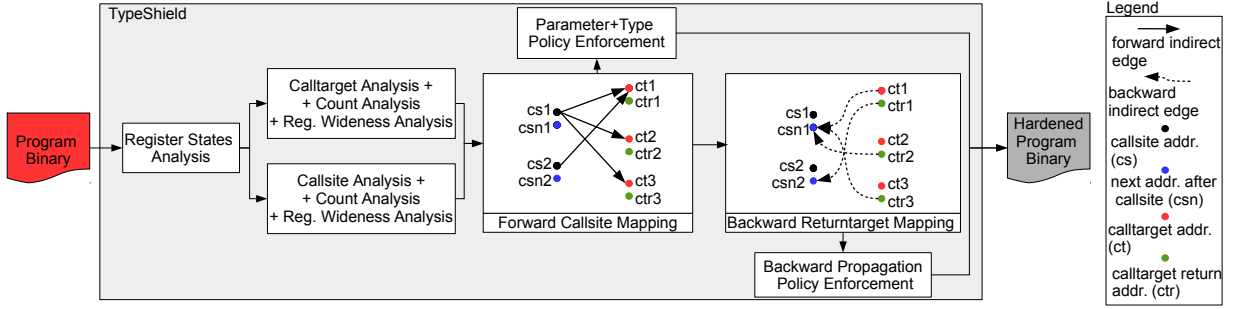 TypeShield
Parameter+Type
Policy Enforcement
Program
Binary
Register States
Analysis
Calltarget Analysis +
+ Count Analysis
+ Reg. Wideness Analysis
Callsite Analysis +
+ Count Analysis
+ Reg. Wideness Analysis
cs1
csn1
cs2
csn2
ct1
ctr1
ct2
ctr2
ct3
ctr3
Forward Callsite Mapping
cs1
csn1
cs2
csn2
ct1
ctr1
ct2
ctr2
ct3
ctr3
Backward Returntarget Mapping
Backward Propagation
Policy Enforcement
Hardened
Program
Binary
Legend
forward indirect
edge
backward
indirect edge
callsite addr.
(cs)
next addr. after
callsite (csn)
calltarget addr.
(ct)
calltarget return
addr. (ctr)